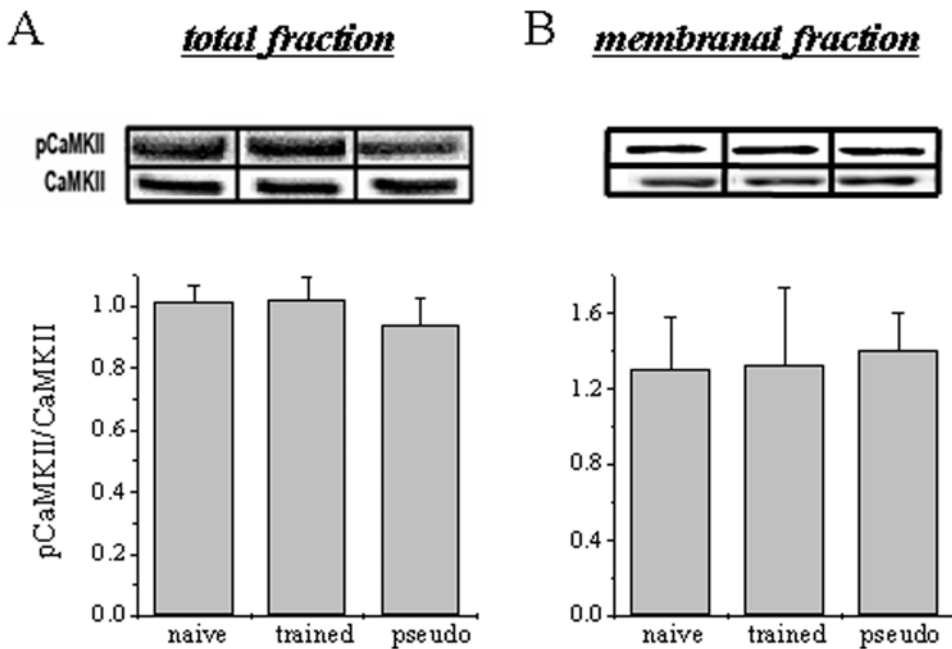 A
total fraction
B
membranal fraction
pCaMKII
CaMKII
pCaMKII/CaMKII
1.0
0.8
0.6
0.4
0.2
0.0
naive trained pseudo
1.6
1.2
0.8
0.4
0.0
naive trained pseudo